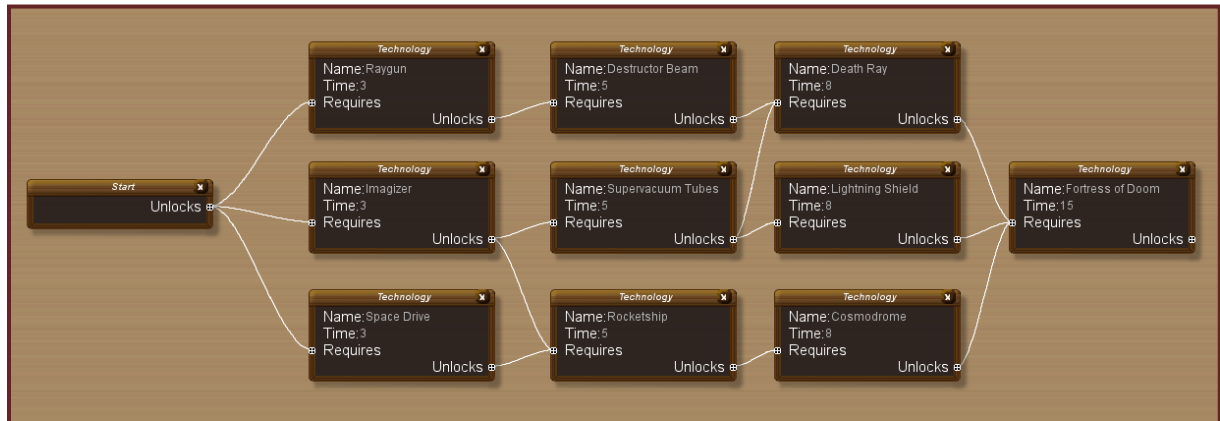 Technology
Name:Raygun
Time:3
Requires
Unlocks
Technology
Name:Destructor Beam
Time:5
Requires
Unlocks
Technology
Name:Death Ray
Time:8
Requires
Unlocks
Start
Unlocks
Technology
Name:Imagizer
Time:3
Requires
Unlocks
Technology
Name:Supervacuum Tubes
Time:5
Requires
Unlocks
Technology
Name:Lightning Shield
Time:8
Requires
Unlocks
Technology
Name:Fortress of Doom
Time:15
Requires
Unlocks
Technology
Name:Space Drive
Time:3
Requires
Unlocks
Technology
Name:Rocketship
Time:5
Requires
Unlocks
Technology
Name:Cosmodrome
Time:8
Requires
Unlocks